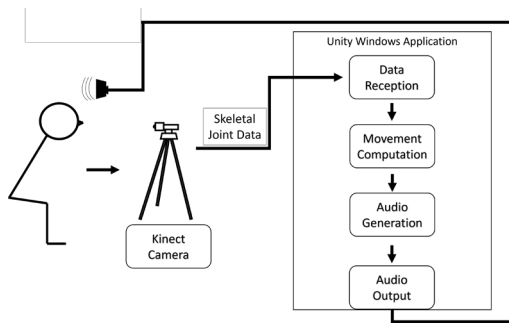 Unity Windows Application
Data
Reception
Skeletal
Joint Data
Movement
Computation
Audio
Generation
Kinect
Camera
Audio
Output